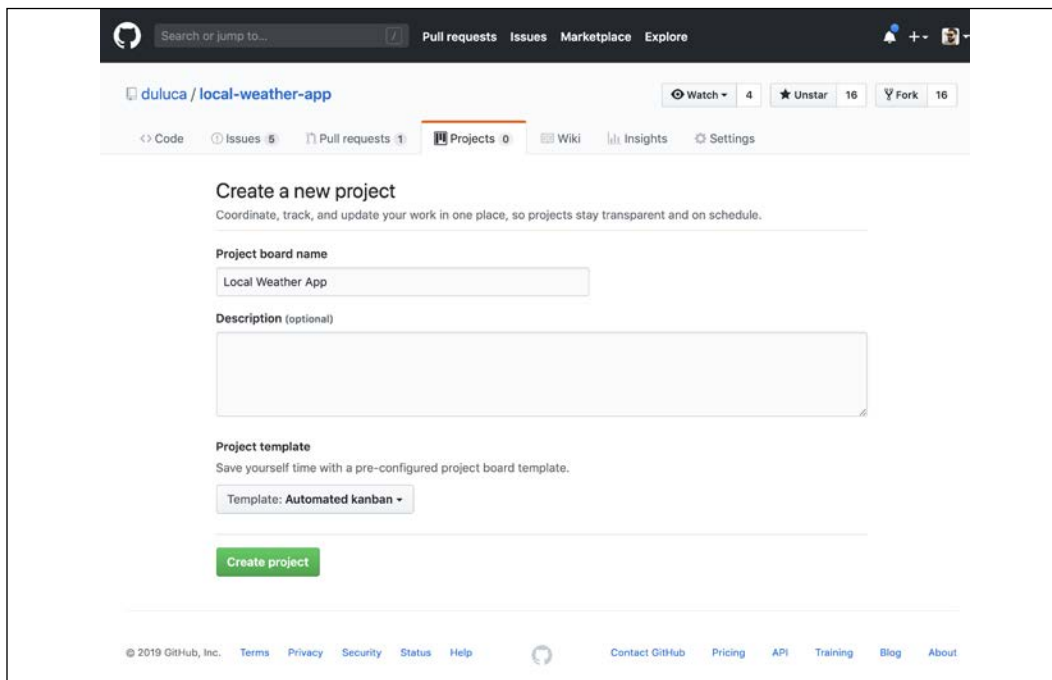 Search or jump to... / Pull requests Issues Marketplace Explore
duluca / local-weather-app Watch 4 Unstar 16 Fork 16
<> Code Issues 5 Pull requests 1 Projects 0 Wiki Insights Settings
Create a new project
Coordinate, track, and update your work in one place, so projects stay transparent and on schedule.
Project board name
Local Weather App
Description (optional)
Project template
Save yourself time with a pre-configured project board template.
Template: Automated kanban
Create project
© 2019 GitHub, Inc. Terms Privacy Security Status Help Contact GitHub Pricing API Training Blog About